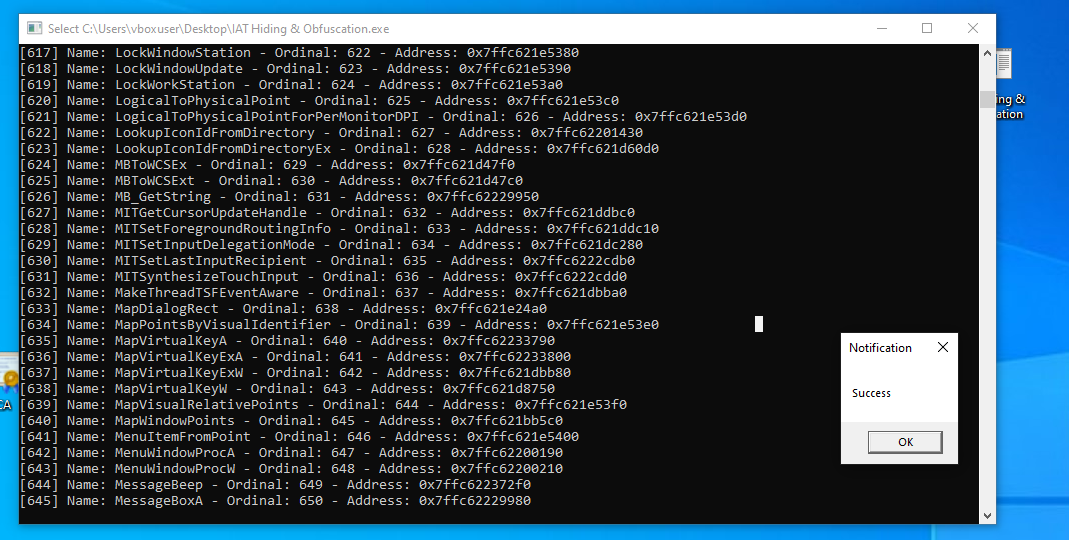 Select C:\Users\vboxuser\Desktop\IAT Hiding & Obfuscation.exe
[617] Name: LockWindowStation - Ordinal: 622 - Address: 0x7ffc621e5380
[618] Name: LockWindowUpdate - Ordinal: 623 - Address: 0x7ffc621e5390
[619] Name: LockWorkStation - Ordinal: 624 - Address: 0x7ffc621e53a0
[620] Name: LogicalToPhysicalPoint - Ordinal: 625 - Address: 0x7ffc621e53c0
[621] Name: LogicalToPhysicalPointForPerMonitorDPI - Ordinal: 626 - Address: 0x7ffc621e53d0
[622] Name: LookupIconIdFromDirectory - Ordinal: 627 - Address: 0x7ffc62201430
[623] Name: LookupIconIdFromDirectoryEx - Ordinal: 628 - Address: 0x7ffc621d60d0
[624] Name: MBToWCSEx - Ordinal: 629 - Address: 0x7ffc621d47f0
[625] Name: MBToWCSExt - Ordinal: 630 - Address: 0x7ffc621d47c0
[626] Name: MB_GetString - Ordinal: 631 - Address: 0x7ffc62229950
[627] Name: MITGetCursorUpdateHandle - Ordinal: 632 - Address: 0x7ffc621ddbc0
[628] Name: MITSetForegroundRoutingInfo - Ordinal: 633 - Address: 0x7ffc621ddc10
[629] Name: MITSetInputDelegationMode - Ordinal: 634 - Address: 0x7ffc621dc280
[630] Name: MITSetLastInputRecipient - Ordinal: 635 - Address: 0x7ffc6222cdb0
[631] Name: MITSynthesizeTouchInput - Ordinal: 636 - Address: 0x7ffc6222cdd0
[632] Name: MakeThreadTSFEventAware - Ordinal: 637 - Address: 0x7ffc621dbba0
[633] Name: MapDialogRect - Ordinal: 638 - Address: 0x7ffc621e24a0
[634] Name: MapPointsByVisualIdentifier - Ordinal: 639 - Address: 0x7ffc621e53e0
[635] Name: MapVirtualKeyA - Ordinal: 640 - Address: 0x7ffc62233790
[636] Name: MapVirtualKeyExA - Ordinal: 641 - Address: 0x7ffc62233800
[637] Name: MapVirtualKeyExW - Ordinal: 642 - Address: 0x7ffc621dbb80
[638] Name: MapVirtualKeyW - Ordinal: 643 - Address: 0x7ffc621d8750
[639] Name: MapVisualRelativePoints - Ordinal: 644 - Address: 0x7ffc621e53f0
[640] Name: MapWindowPoints - Ordinal: 645 - Address: 0x7ffc621bb5c0
[641] Name: MenuItemFromPoint - Ordinal: 646 - Address: 0x7ffc621e5400
[642] Name: MenuWindowProcA - Ordinal: 647 - Address: 0x7ffc62200190
[643] Name: MenuWindowProcW - Ordinal: 648 - Address: 0x7ffc62200210
[644] Name: MessageBeep - Ordinal: 649 - Address: 0x7ffc622372f0
[645] Name: MessageBoxA - Ordinal: 650 - Address: 0x7ffc62229980
Notification
Success
OK
ing &
ation
CA